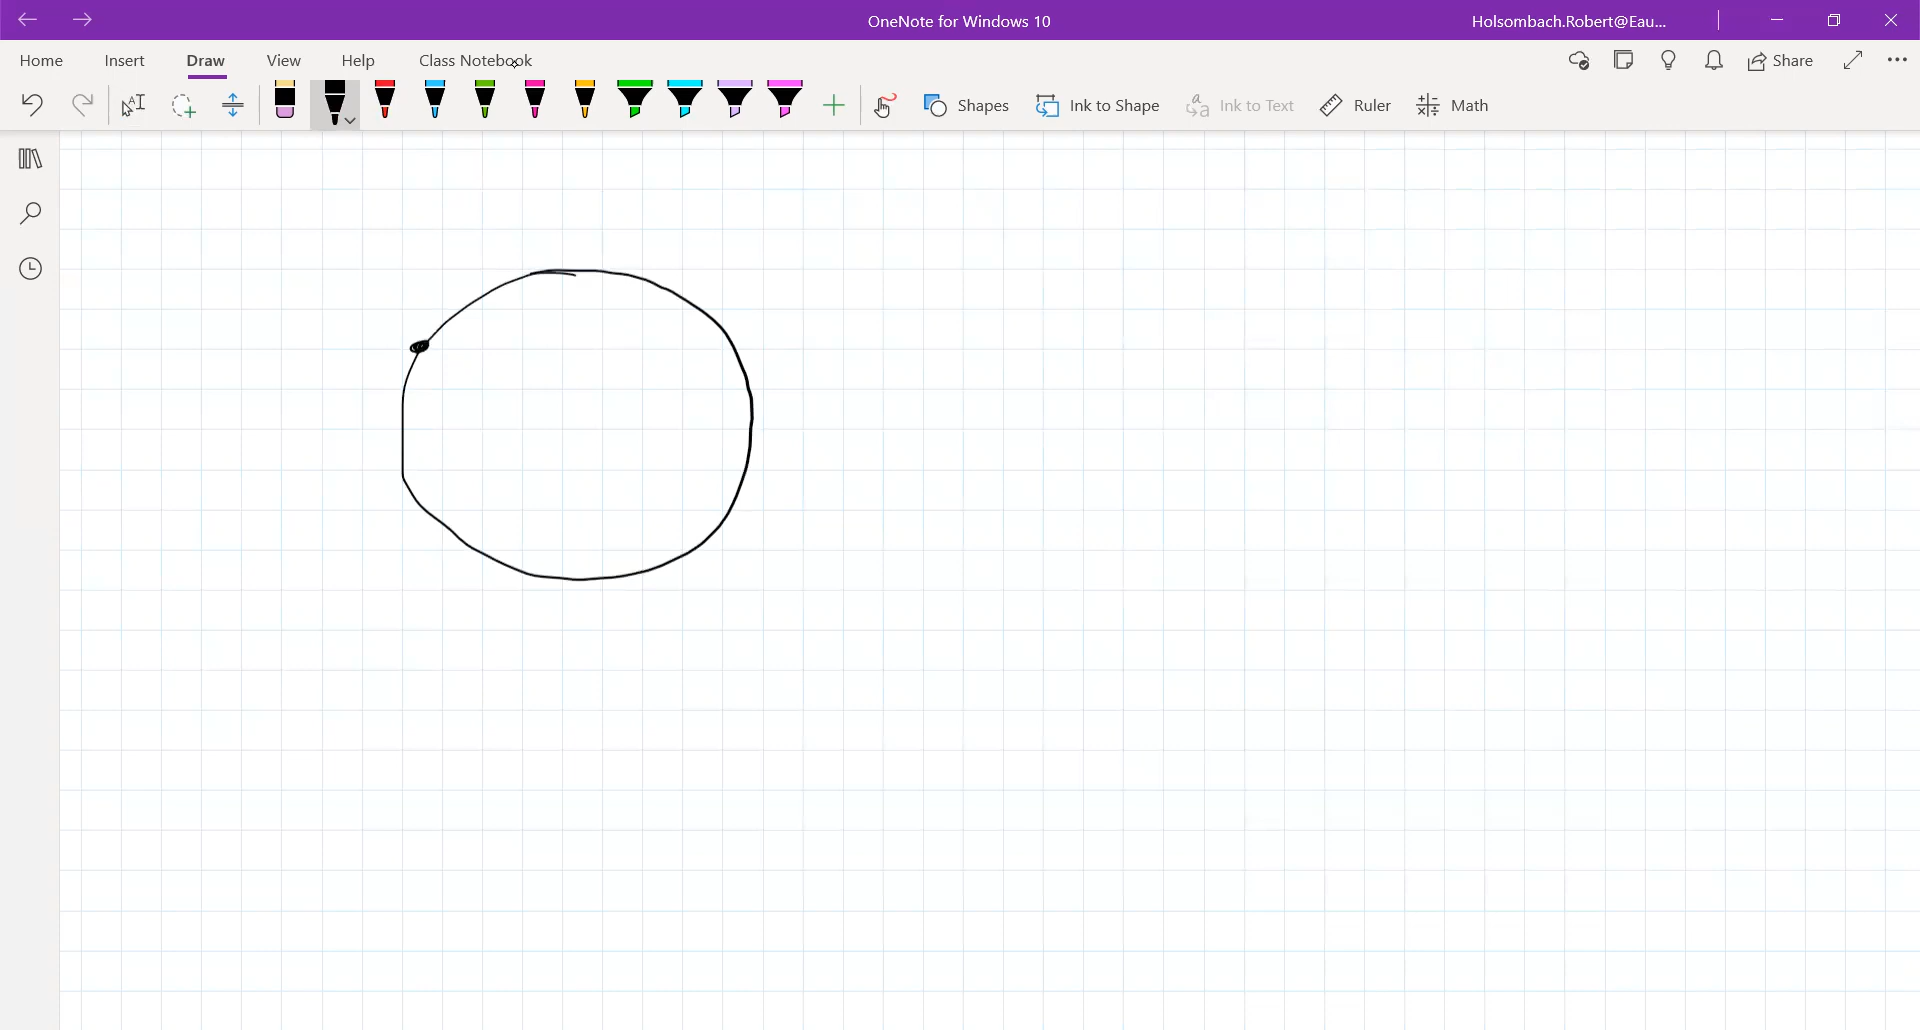 OneNote for Windows 10
Holsombach.Robert@Eau...
Home
Insert
Draw
View
Help
Class Notebook
Share
Shapes
Ink to Shape
Ink to Text
Ruler
Math